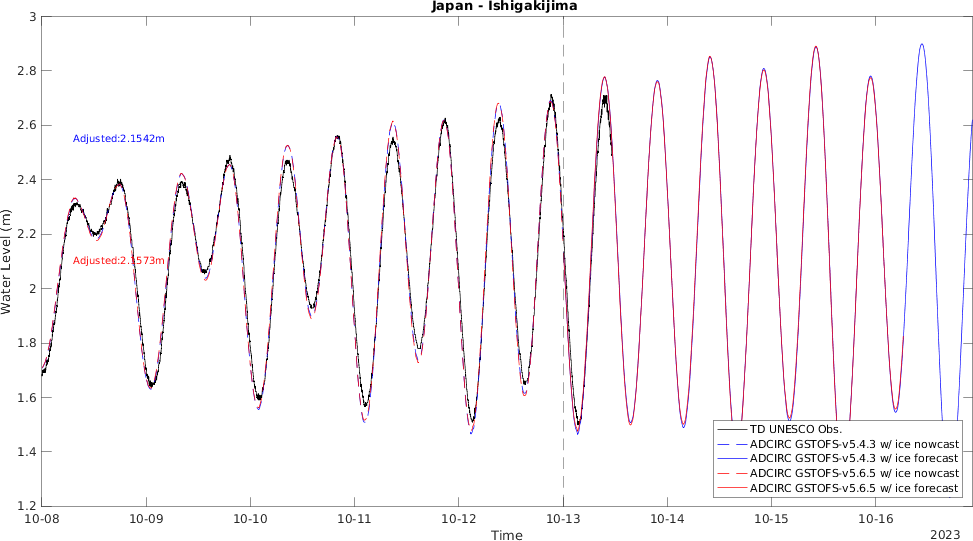 Japan - Ishigakijima
3
2.8
2.6
2.4
2.2
2
1.8
1.6
1.4
1.2
Water Level (m)
Adjusted:2.1542m
Adjusted:2.1573m
TD UNESCO Obs.
ADCIRC GSTOFS-v5.4.3 w/ ice nowcast
ADCIRC GSTOFS-v5.4.3 w/ ice forecast
ADCIRC GSTOFS-v5.6.5 w/ ice nowcast
ADCIRC GSTOFS-v5.6.5 w/ ice forecast
10-08 10-09 10-10 10-11 10-12 10-13 10-14 10-15 10-16
Time
2023